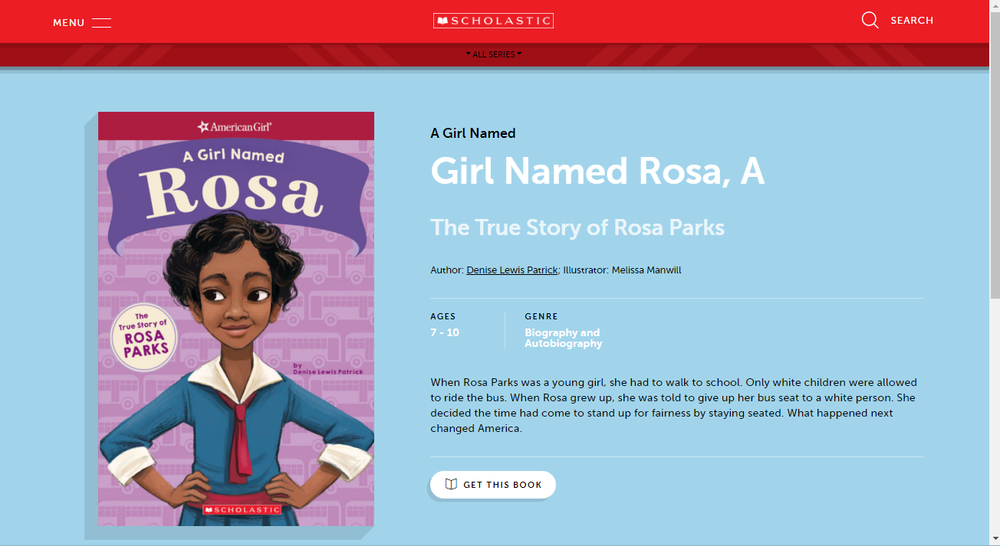 MENU
SCHOLASTIC
SEARCH
ALL SERIES
American Girl®
A Girl Named
Rosa
The
True Story of
ROSA
PARKS
by
Denise Lewis Patrick
SCHOLASTIC
A Girl Named
Girl Named Rosa, A
The True Story of Rosa Parks
Author: Denise Lewis Patrick; Illustrator: Melissa Manwill
AGES
7 - 10
GENRE
Biography and
Autobiography
When Rosa Parks was a young girl, she had to walk to school. Only white children were allowed
to ride the bus. When Rosa grew up, she was told to give up her bus seat to a white person. She
decided the time had come to stand up for fairness by staying seated. What happened next
changed America.
GET THIS BOOK